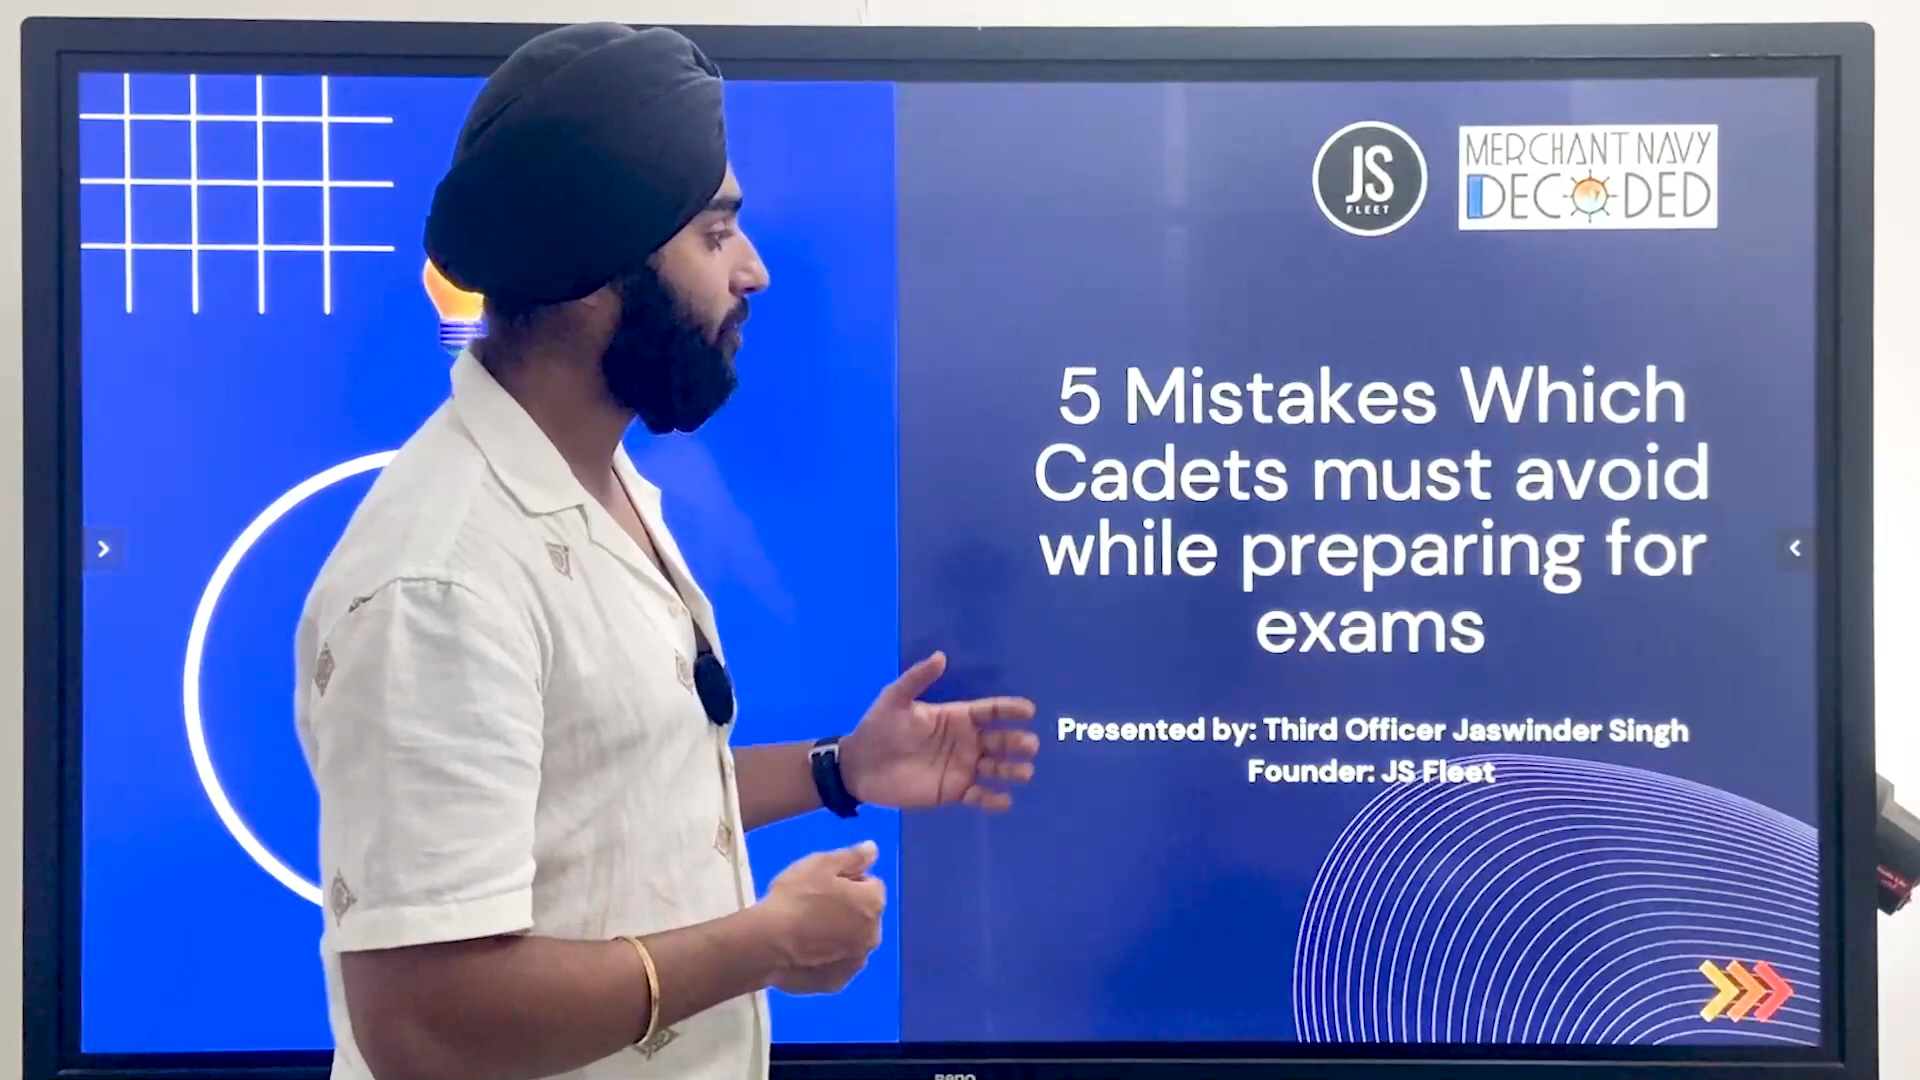 JS
FLEET
MERCHANT NAVY
DECODED
5 Mistakes Which
Cadets must avoid
while preparing for
exams
Presented by: Third Officer Jaswinder Singh
Founder: JS Fleet